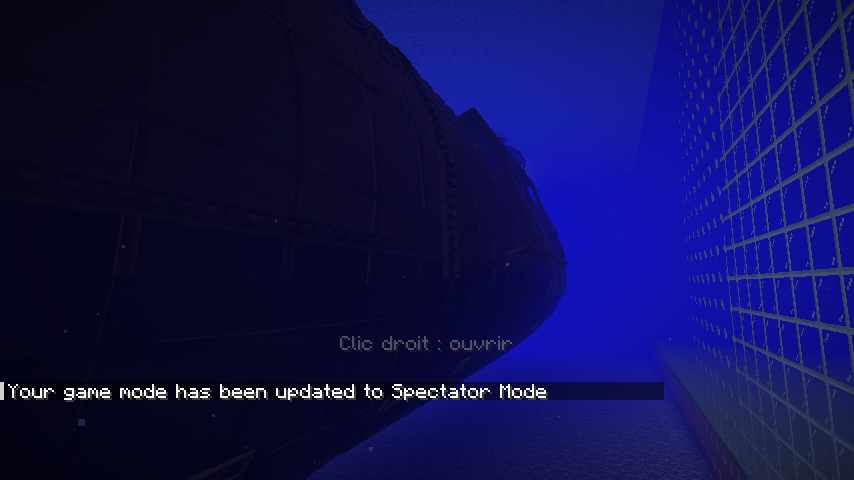 Clic droit : ouvrir
Your game mode has been updated to Spectator Mode